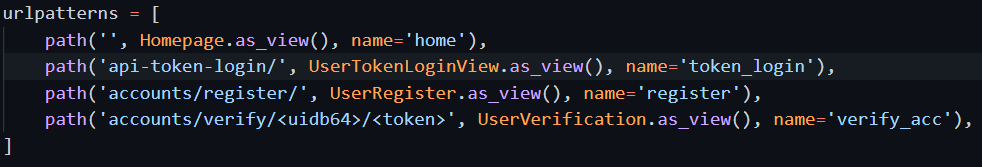 urlpatterns = [
    path('', Homepage.as_view(), name='home'),
    path('api-token-login/', UserTokenLoginView.as_view(), name='token_login'),
    path('accounts/register/', UserRegister.as_view(), name='register'),
    path('accounts/verify/<uidb64>/<token>', UserVerification.as_view(), name='verify_acc'),
]